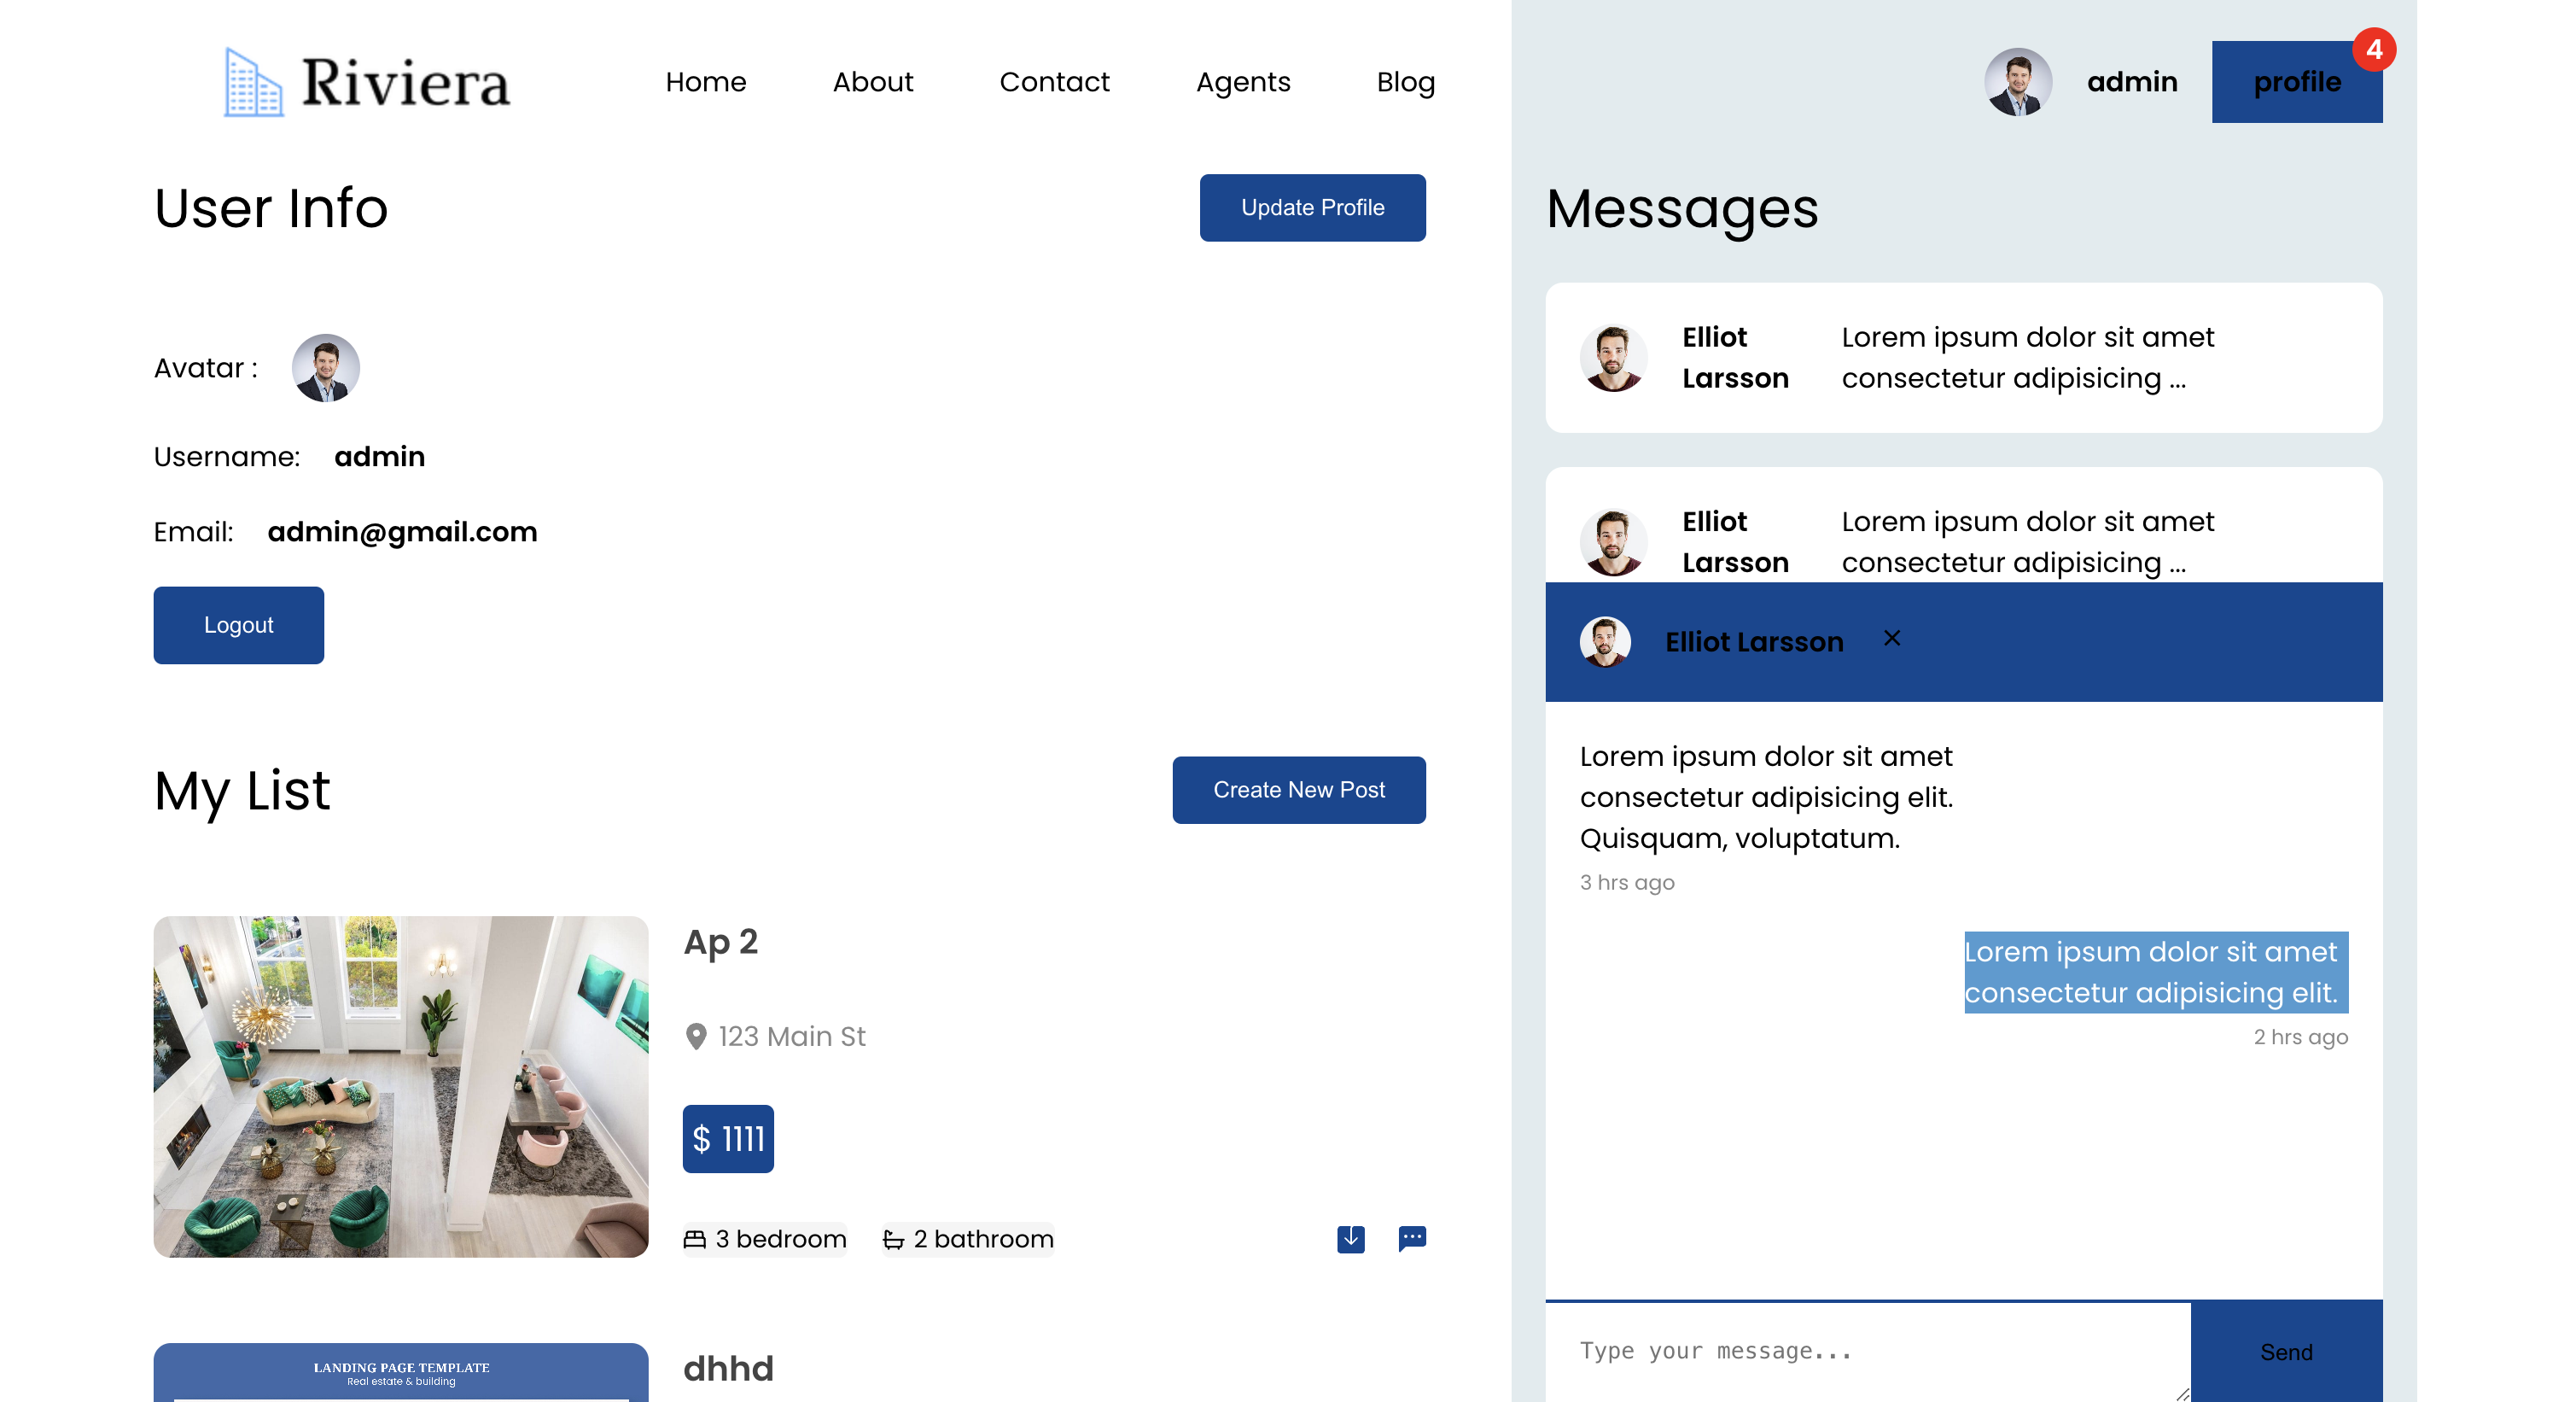 Riviera
Home
About
Contact
Agents
Blog
admin
profile
4
User Info
Update Profile
Avatar :
Username: admin
Email: admin@gmail.com
Logout
My List
Create New Post
Ap 2
123 Main St
$ 1111
3 bedroom
2 bathroom
LANDING PAGE TEMPLATE
Real estate & building
dhhd
Messages
Elliot
Larsson
Lorem ipsum dolor sit amet
consectetur adipisicing ...
Elliot
Larsson
Lorem ipsum dolor sit amet
consectetur adipisicing ...
Elliot Larsson
Lorem ipsum dolor sit amet
consectetur adipisicing elit.
Quisquam, voluptatum.
3 hrs ago
Lorem ipsum dolor sit amet
consectetur adipisicing elit.
2 hrs ago
Type your message...
Send